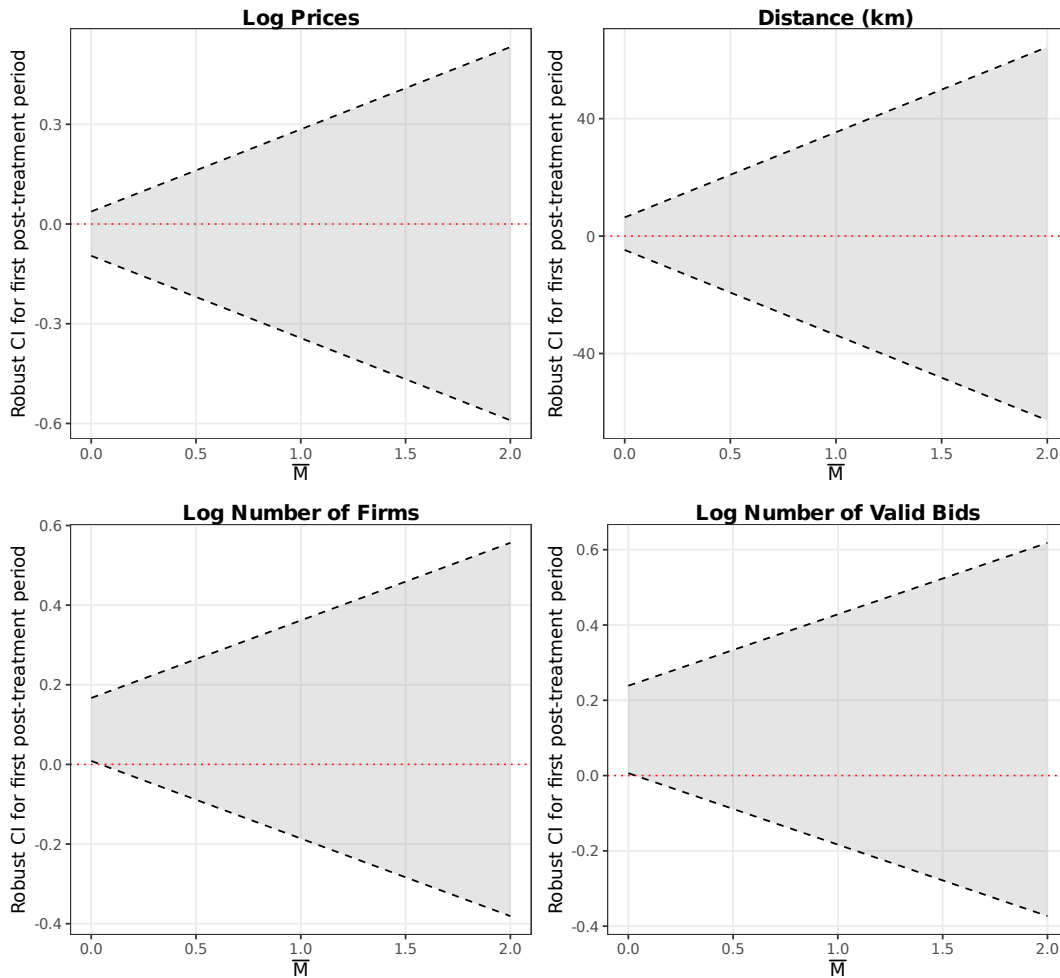 Log Prices
Robust CI for first post-treatment period
0.3
0.0
-0.3
-0.6
0.0 0.5 1.0 1.5 2.0
M̅
Distance (km)
Robust CI for first post-treatment period
40
0
-40
0.0 0.5 1.0 1.5 2.0
M̅
Log Number of Firms
Robust CI for first post-treatment period
0.6
0.4
0.2
0.0
-0.2
-0.4
0.0 0.5 1.0 1.5 2.0
M̅
Log Number of Valid Bids
Robust CI for first post-treatment period
0.6
0.4
0.2
0.0
-0.2
-0.4
0.0 0.5 1.0 1.5 2.0
M̅